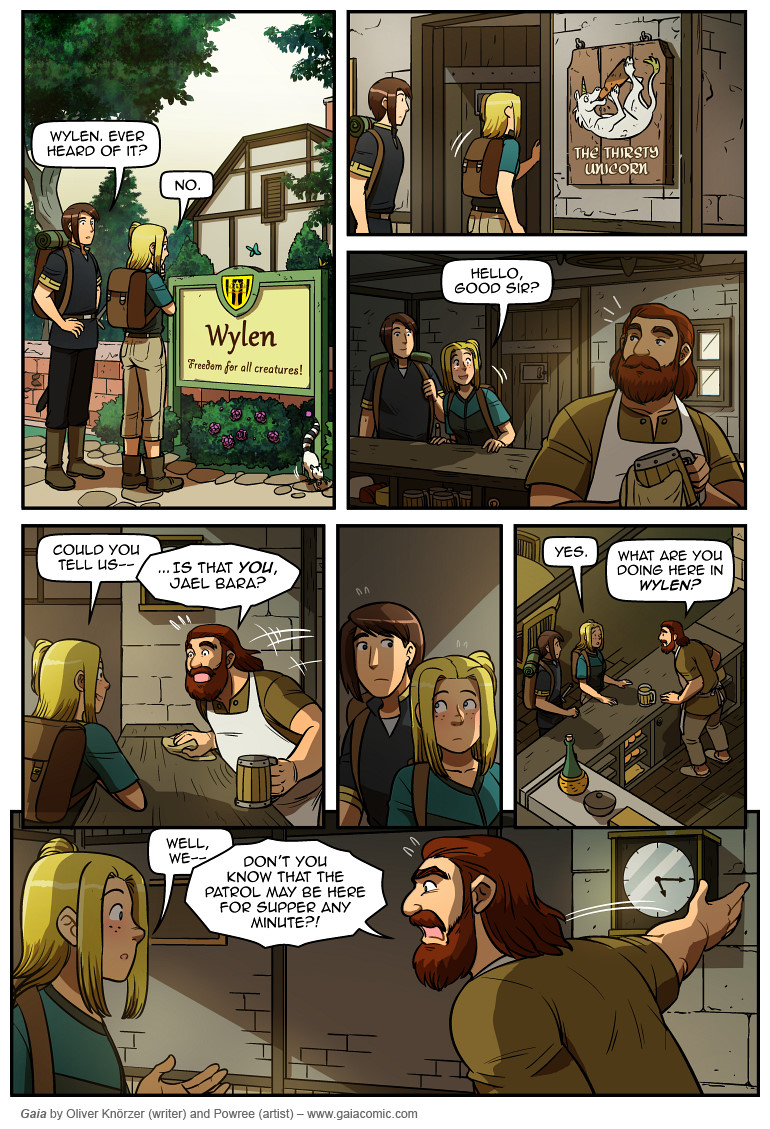 WYLEN. EVER
HEARD OF IT?
NO.
Wylen
Freedom for all creatures!
THE THIRSTY
UNICORN
HELLO,
GOOD SIR?
COULD YOU
TELL US--
...IS THAT YOU,
JAEL BARA?
YES.
WHAT ARE YOU
DOING HERE IN
WYLEN?
WELL,
WE--
DON'T YOU
KNOW THAT THE
PATROL MAY BE HERE
FOR SUPPER ANY
MINUTE?!
Gaia by Oliver Knörzer (writer) and Powree (artist) – www.gaiacomic.com